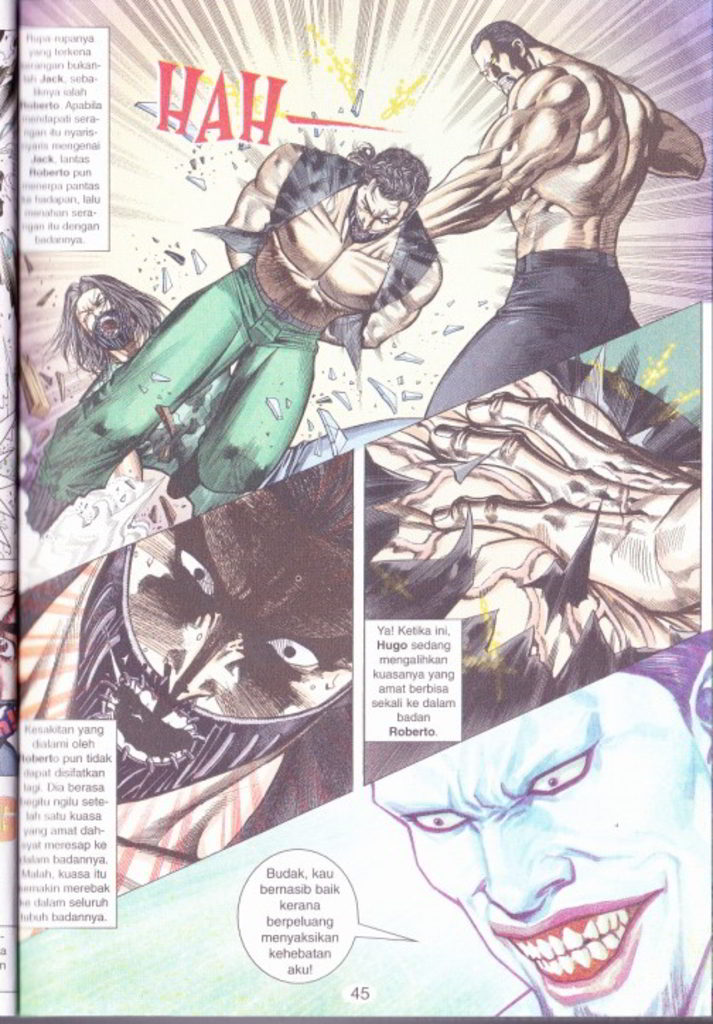 Rupa-rupanya
yang terkena
serangan bukan-
lah Jack, seba-
liknya ialah
Roberto. Apabila
mendapati sera-
ngan itu nyaris-
nyaris mengenai
Jack, lantas
Roberto pun
menerpa pantas
ke hadapan, lalu
menahan sera-
ngan itu dengan
badannya.
HAH
Ya! Ketika ini,
Hugo sedang
mengalihkan
kuasanya yang
amat berbisa
sekali ke dalam
badan
Roberto.
Kesakitan yang
dialami oleh
Roberto pun tidak
dapat disifatkan
lagi. Dia berasa
begitu ngilu sete-
lah satu kuasa
yang amat dah-
syat meresap ke
dalam badannya.
Malah, kuasa itu
semakin merebak
ke dalam seluruh
tubuh badannya.
Budak, kau
bernasib baik
kerana
berpeluang
menyaksikan
kehebatan
aku!
45